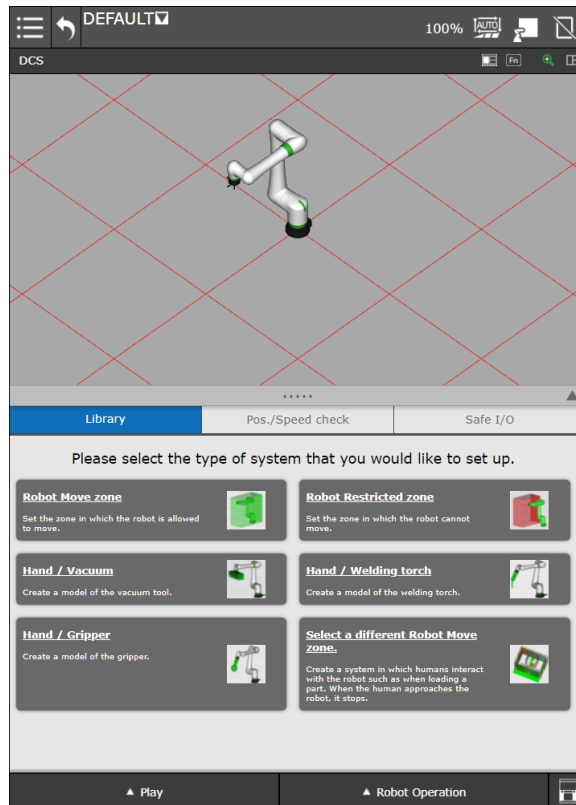 DEFAULT
100% AUTO
DCS
Fn
Library Pos./Speed check Safe I/O
Please select the type of system that you would like to set up.
Robot Move zone
Set the zone in which the robot is allowed
to move.
Robot Restricted zone
Set the zone in which the robot cannot
move.
Hand / Vacuum
Create a model of the vacuum tool.
Hand / Welding torch
Create a model of the welding torch.
Hand / Gripper
Create a model of the gripper.
Select a different Robot Move
zone.
Create a system in which humans interact
with the robot such as when loading a
part. When the human approaches the
robot, it stops.
Play Robot Operation